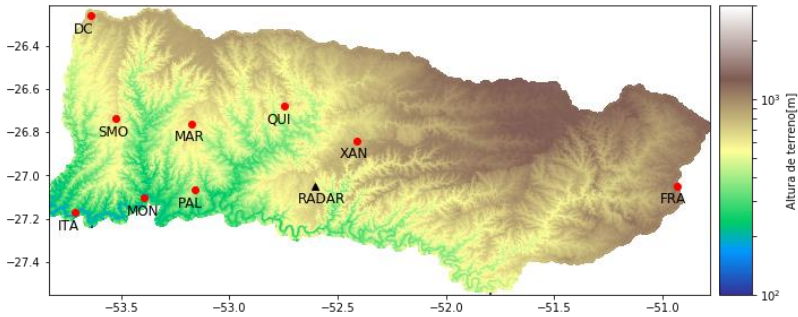 −26.4
−26.6
−26.8
−27.0
−27.2
−27.4
DC
SMO
MAR
QUI
XAN
ITA
MON
PAL
RADAR
FRA
−53.5
−53.0
−52.5
−52.0
−51.5
−51.0
10³
10²
Altura de terreno[m]